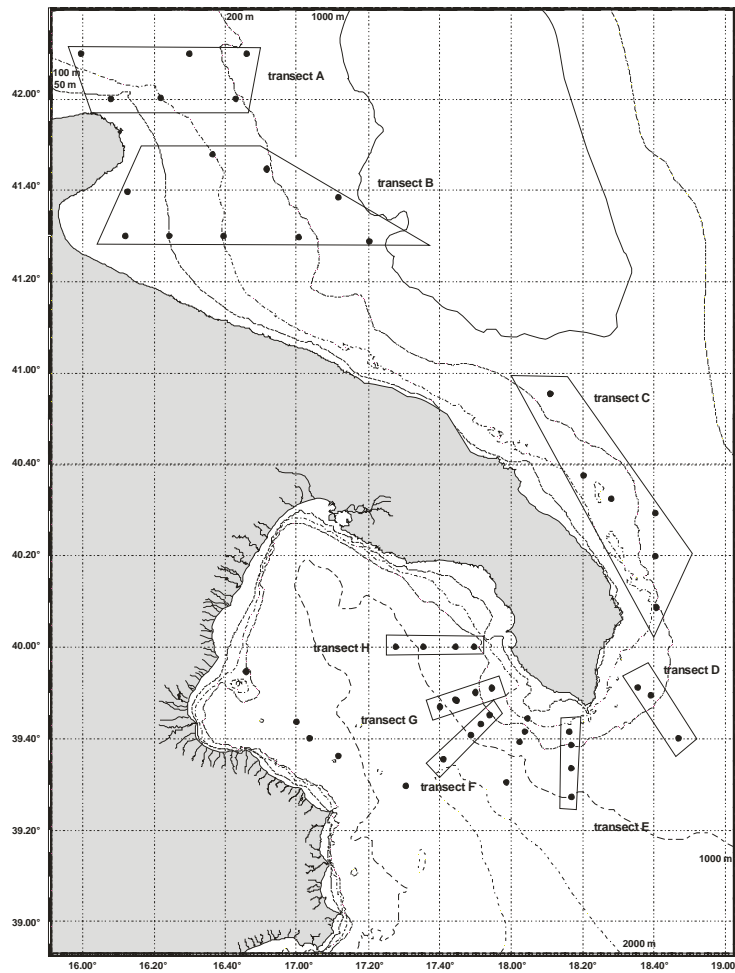 200 m
1000 m
transect A
100 m
50 m
42.00°
transect B
41.40°
41.20°
41.00°
transect C
40.40°
40.20°
40.00°
transect H
transect D
transect G
39.40°
transect F
39.20°
transect E
1000 m
39.00°
2000 m
16.00° 16.20° 16.40° 17.00° 17.20° 17.40° 18.00° 18.20° 18.40° 19.0